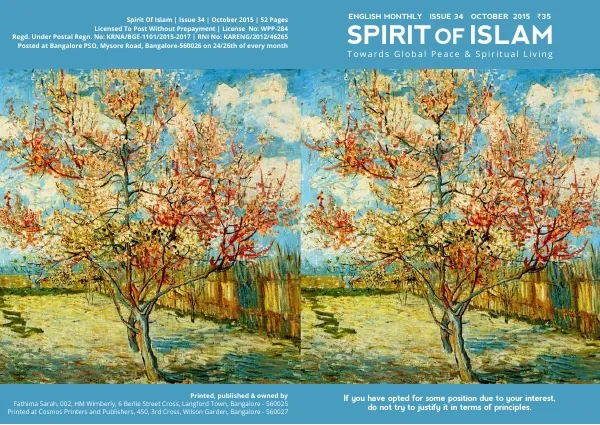 Spirit Of Islam | Issue 34 | October 2015 | 52 Pages
Licensed To Post Without Prepayment | License No: WPP-284
Regd. Under Postal Regn. No: KRNA/BGE-1101/2015-2017 | RNI No: KARENG/2012/46265
Posted at Bangalore PSO, Mysore Road, Bangalore-560026 on 24/26th of every month
Printed, published & owned by
Fathima Sarah, 002, HM Wimberly, 6 Berlie Street Cross, Langford Town, Bangalore - 560025
Printed at Cosmos Printers and Publishers, 450, 3rd Cross, Wilson Garden, Bangalore - 560027
ENGLISH MONTHLY ISSUE 34 OCTOBER 2015 ₹35
SPIRIT OF ISLAM
Towards Global Peace & Spiritual Living
If you have opted for some position due to your interest,
do not try to justify it in terms of principles.